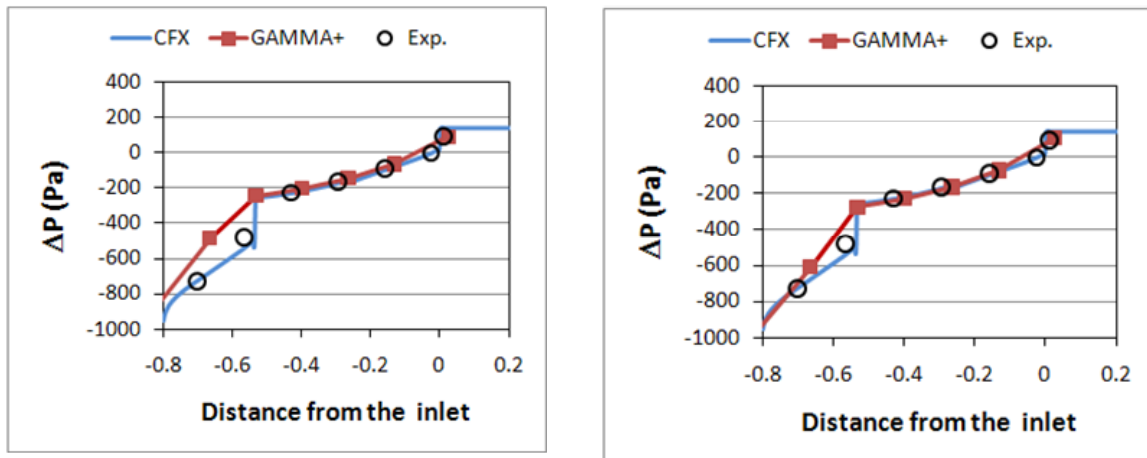 CFX GAMMA+ Exp.
400
200
0
-200
-400
-600
-800
-1000
ΔP (Pa)
-0.8 -0.6 -0.4 -0.2 0 0.2
Distance from the inlet
CFX GAMMA+ Exp.
400
200
0
-200
-400
-600
-800
-1000
ΔP (Pa)
-0.8 -0.6 -0.4 -0.2 0 0.2
Distance from the inlet